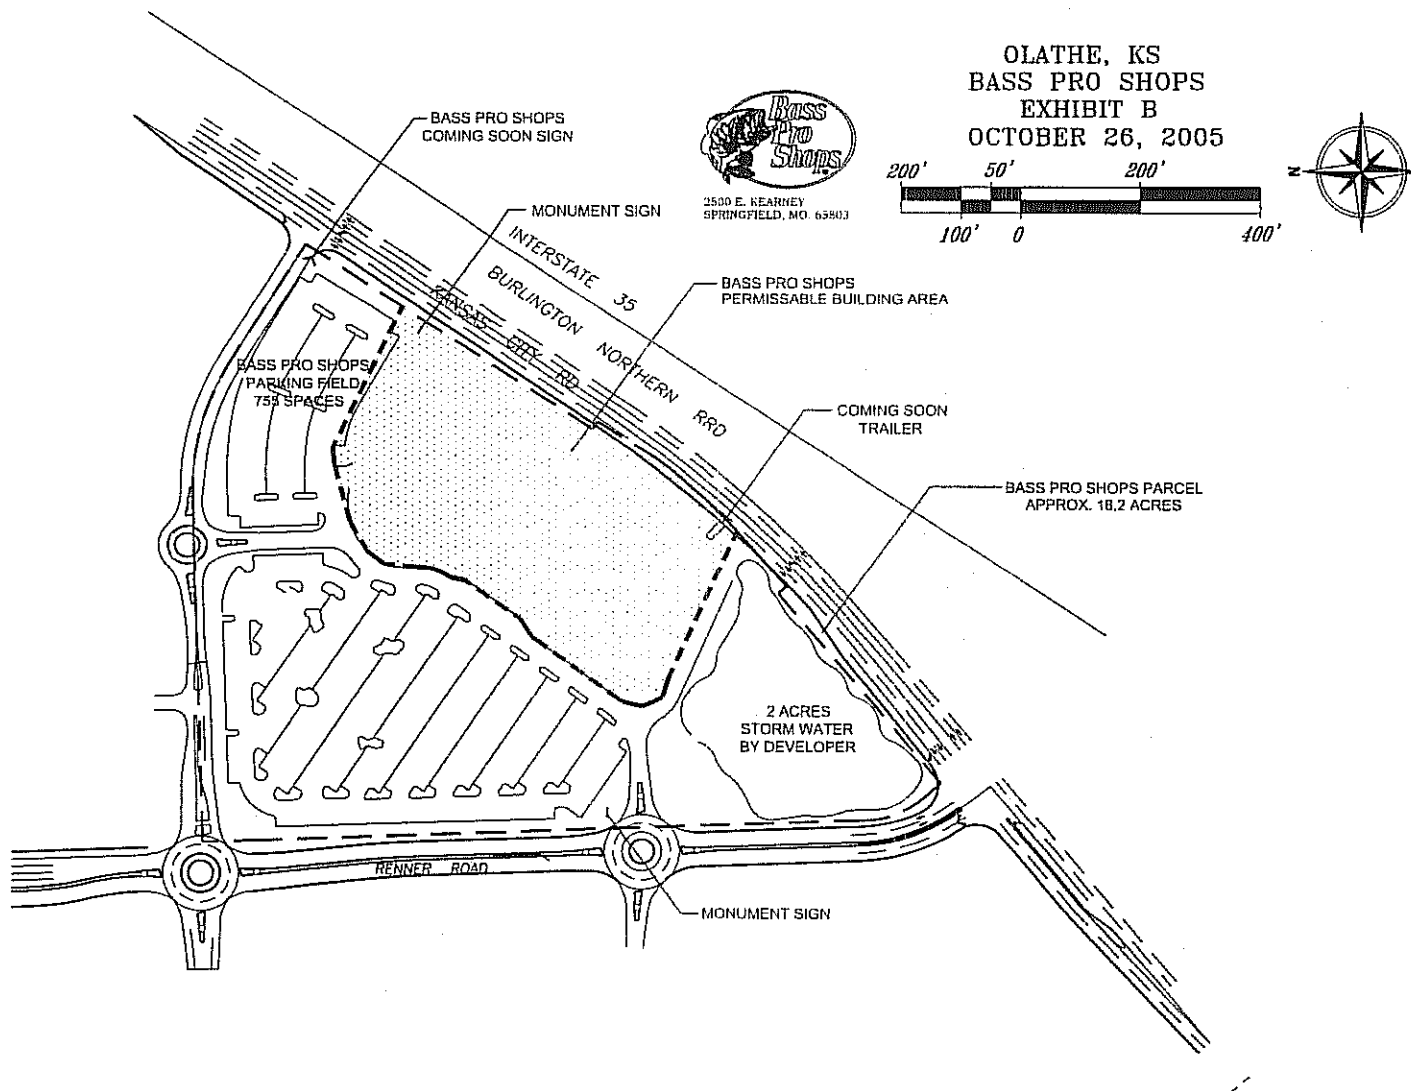 OLATHE, KS
BASS PRO SHOPS
EXHIBIT B
OCTOBER 26, 2005
Bass
Pro
Shops
2500 E. KEARNEY
SPRINGFIELD, MO. 65803
200' 50' 200'
100' 0 400'
N
BASS PRO SHOPS
COMING SOON SIGN
MONUMENT SIGN
INTERSTATE 35
BURLINGTON NORTHERN RRD
KANSAS CITY RD
BASS PRO SHOPS
PERMISSABLE BUILDING AREA
BASS PRO SHOPS
PARKING FIELD
755 SPACES
COMING SOON
TRAILER
BASS PRO SHOPS PARCEL
APPROX. 18.2 ACRES
2 ACRES
STORM WATER
BY DEVELOPER
RENNER ROAD
MONUMENT SIGN